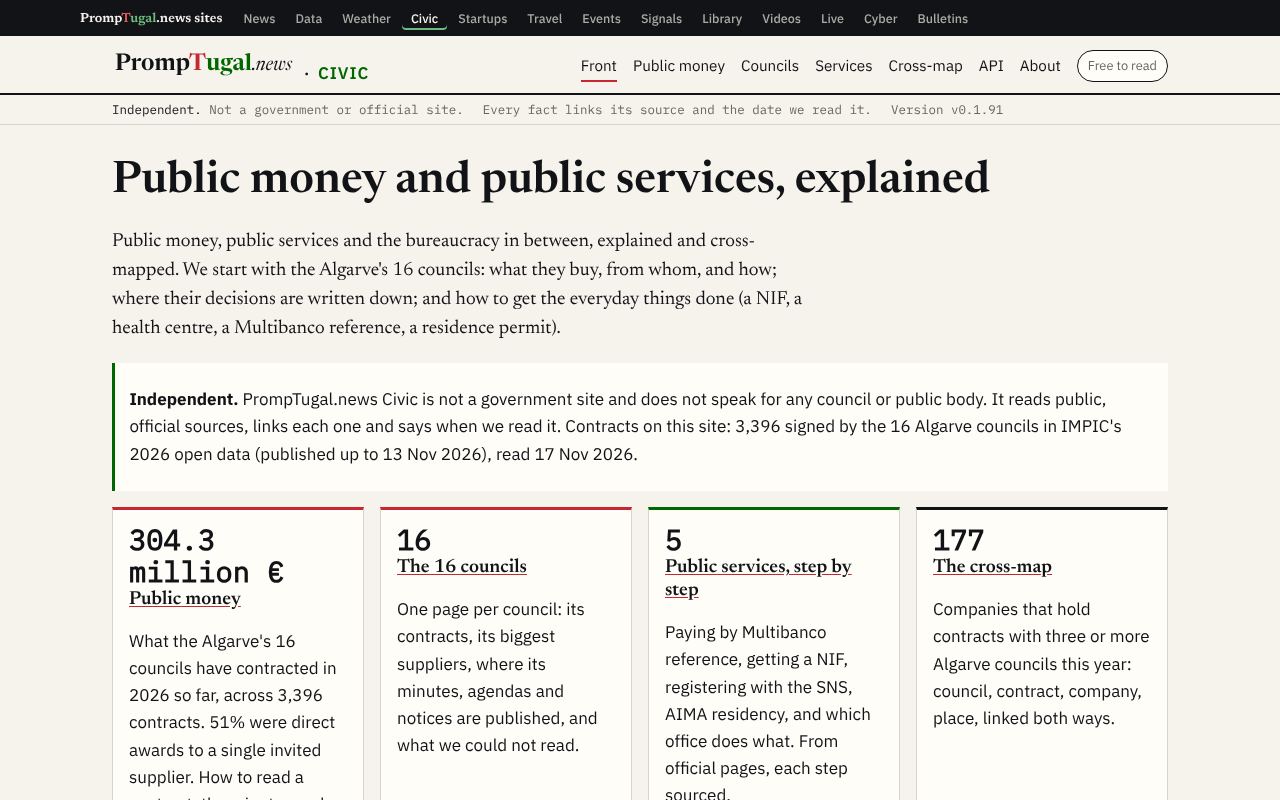 PrompTugal.news sites News Data Weather Civic Startups Travel Events Signals Library Videos Live Cyber Bulletins
PrompTugal.news · CIVIC Front Public money Councils Services Cross-map API About Free to read
Independent. Not a government or official site. Every fact links its source and the date we read it. Version v0.1.91
Public money and public services, explained
Public money, public services and the bureaucracy in between, explained and cross-
mapped. We start with the Algarve's 16 councils: what they buy, from whom, and how;
where their decisions are written down; and how to get the everyday things done (a NIF, a
health centre, a Multibanco reference, a residence permit).
Independent. PrompTugal.news Civic is not a government site and does not speak for any council or public body. It reads public,
official sources, links each one and says when we read it. Contracts on this site: 3,396 signed by the 16 Algarve councils in IMPIC's
2026 open data (published up to 13 Nov 2026), read 17 Nov 2026.
304.3
million €
Public money
What the Algarve's 16
councils have contracted in
2026 so far, across 3,396
contracts. 51% were direct
awards to a single invited
supplier. How to read a
16
The 16 councils
One page per council: its
contracts, its biggest
suppliers, where its
minutes, agendas and
notices are published, and
what we could not read.
5
Public services, step by
step
Paying by Multibanco
reference, getting a NIF,
registering with the SNS,
AIMA residency, and which
office does what. From
official pages, each step
sourced.
177
The cross-map
Companies that hold
contracts with three or more
Algarve councils this year:
council, contract, company,
place, linked both ways.